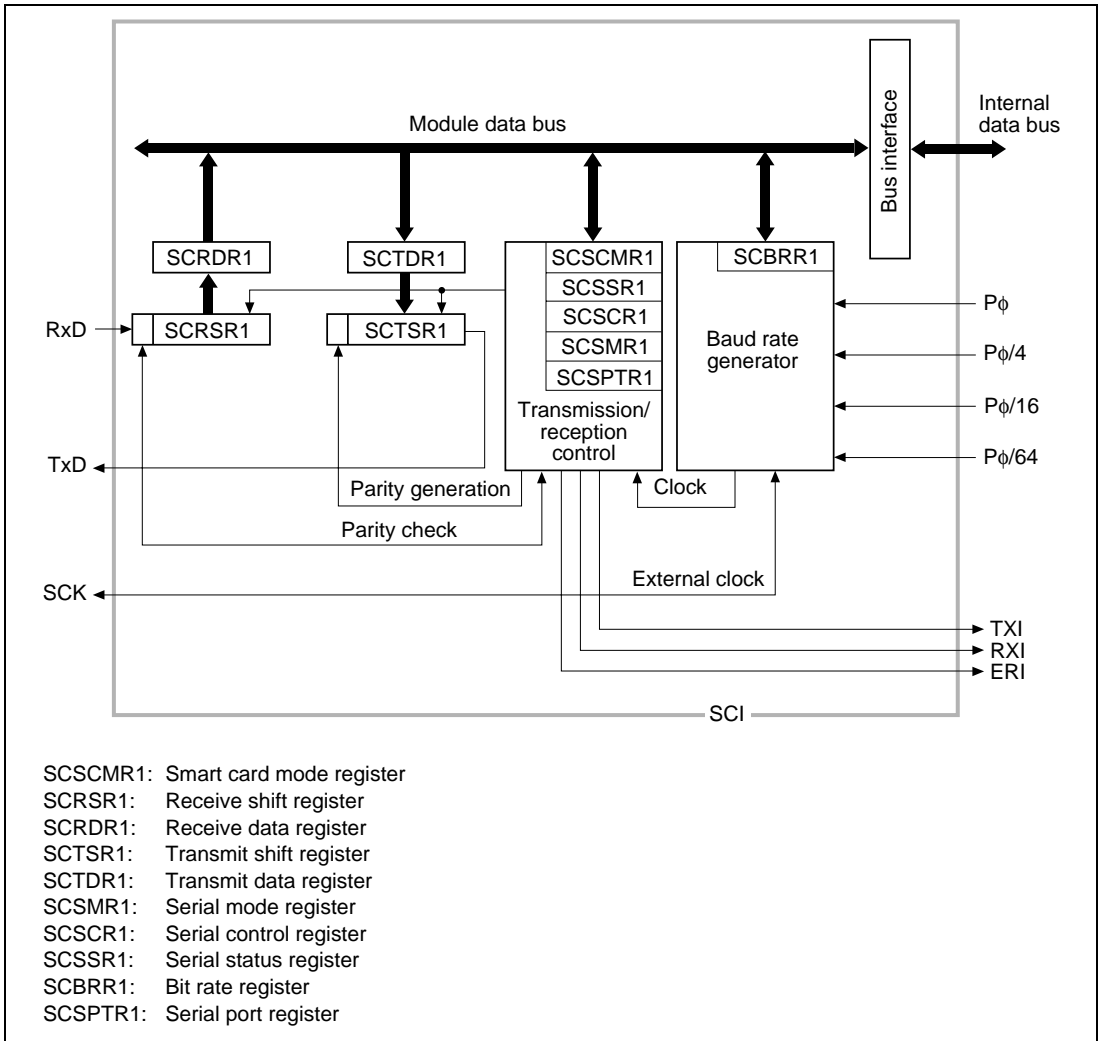 Internal
data bus
Bus interface
Module data bus
SCRDR1
SCTDR1
SCSCMR1
SCBRR1
SCSSR1
SCSCR1
SCSMR1
SCSPTR1
RxD
SCRSR1
SCTSR1
Transmission/
reception
control
Baud rate
generator
Pϕ
Pϕ/4
Pϕ/16
Pϕ/64
TxD
Parity generation
Clock
Parity check
SCK
External clock
TXI
RXI
ERI
SCI
SCSCMR1: Smart card mode register
SCRSR1: Receive shift register
SCRDR1: Receive data register
SCTSR1: Transmit shift register
SCTDR1: Transmit data register
SCSMR1: Serial mode register
SCSCR1: Serial control register
SCSSR1: Serial status register
SCBRR1: Bit rate register
SCSPTR1: Serial port register